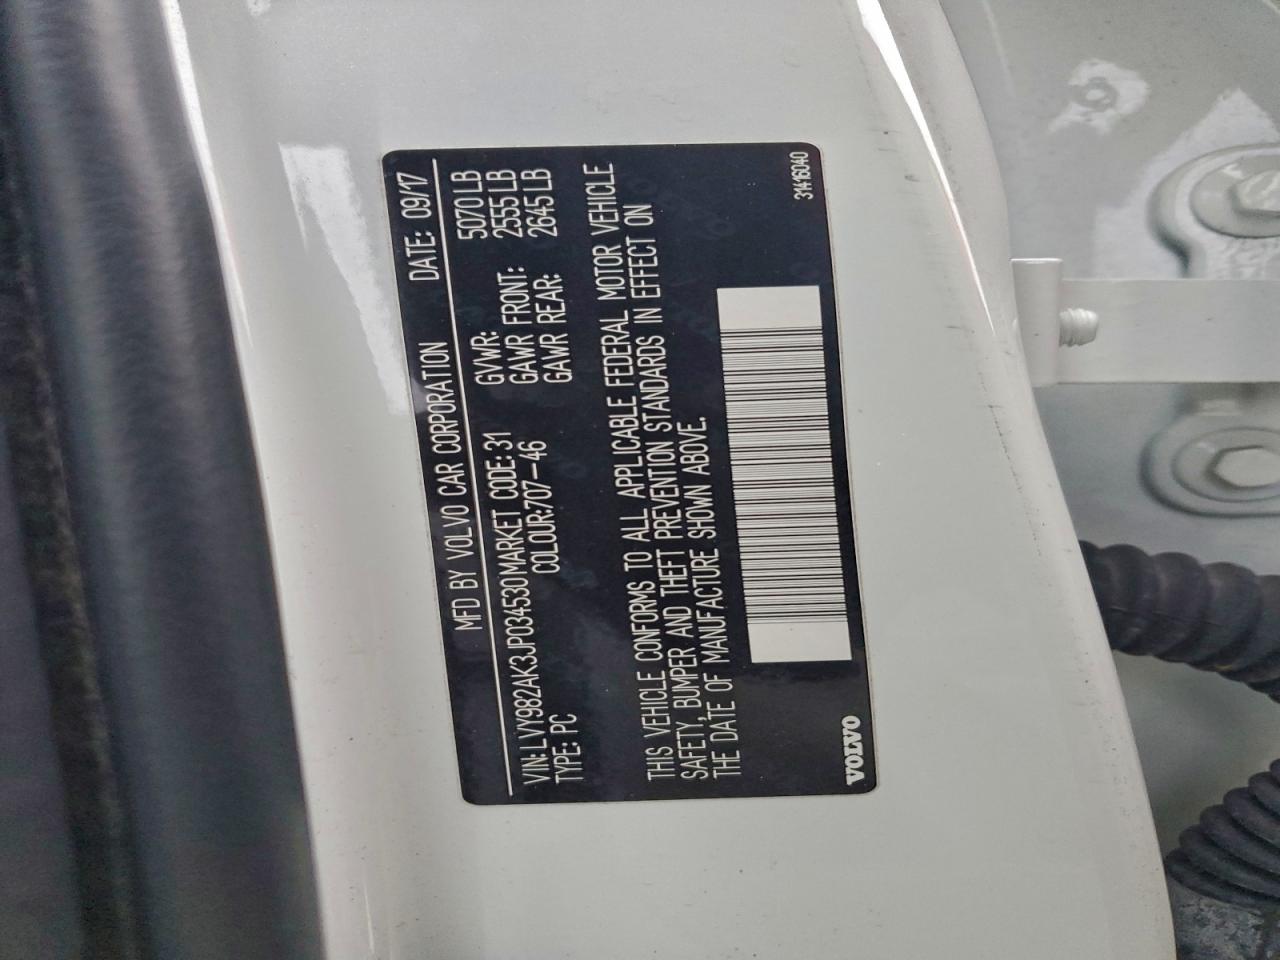 MFD BY VOLVO CAR CORPORATION DATE: 09/17
VIN: LVY982AK3JP034530 MARKET CODE: 31 GVWR: 5070 LB
TYPE: PC COLOUR:707-46 GAWR FRONT: 2555 LB
GAWR REAR: 2645 LB
THIS VEHICLE CONFORMS TO ALL APPLICABLE FEDERAL MOTOR VEHICLE
SAFETY, BUMPER AND THEFT PREVENTION STANDARDS IN EFFECT ON
THE DATE OF MANUFACTURE SHOWN ABOVE.
VOLVO 31416040